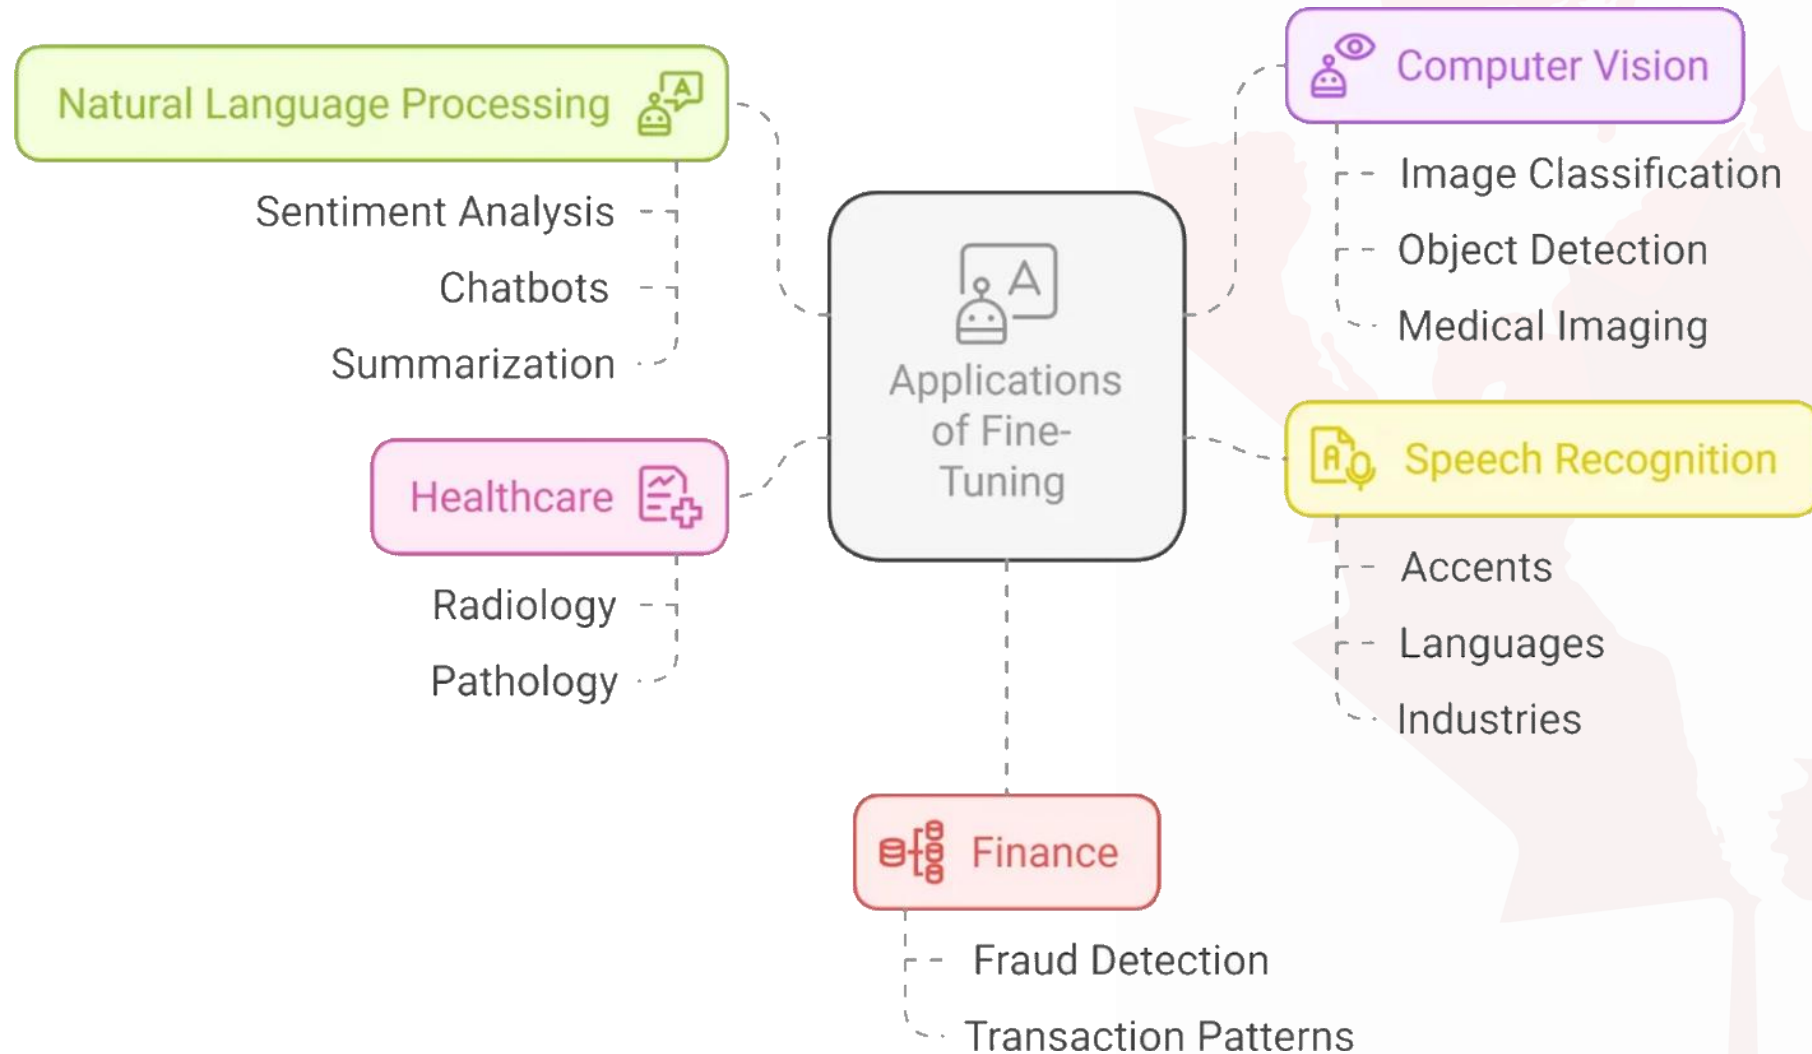 Natural Language Processing
Sentiment Analysis
Chatbots
Summarization
Healthcare
Radiology
Pathology
Applications
of Fine-
Tuning
Computer Vision
Image Classification
Object Detection
Medical Imaging
Speech Recognition
Accents
Languages
Industries
Finance
Fraud Detection
Transaction Patterns